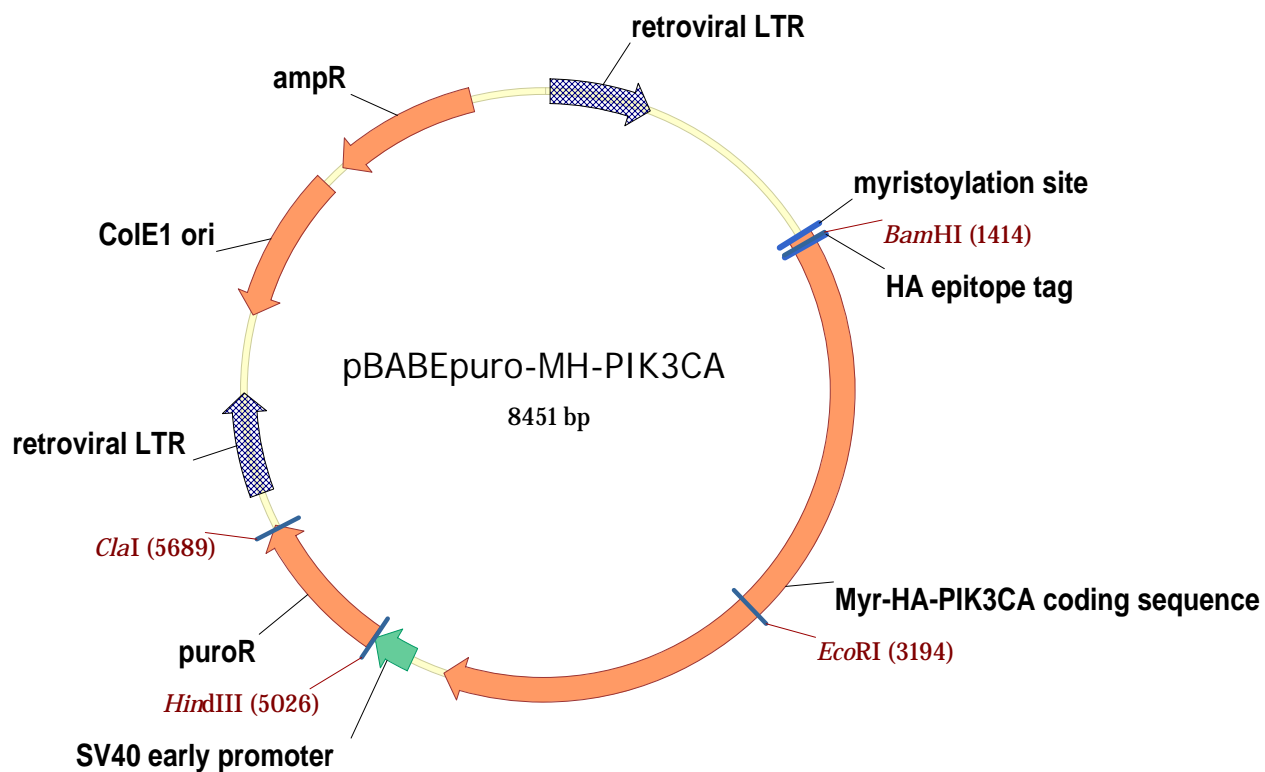 retroviral LTR
ampR
myristoylation site
BamHI (1414)
ColE1 ori
HA epitope tag
pBABEpuro-MH-PIK3CA
8451 bp
retroviral LTR
ClaI (5689)
Myr-HA-PIK3CA coding sequence
puroR
EcoRI (3194)
HindIII (5026)
SV40 early promoter